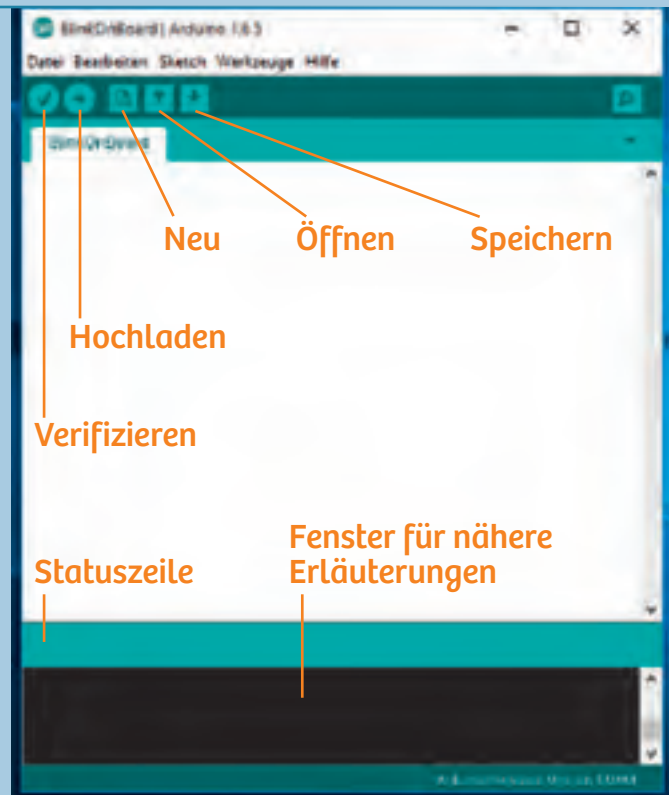 BlinkOnBoard | Arduino 1.6.5
Datei Bearbeiten Sketch Werkzeuge Hilfe
BlinkOnBoard
Neu
Öffnen
Speichern
Hochladen
Verifizieren
Fenster für nähere
Erläuterungen
Statuszeile